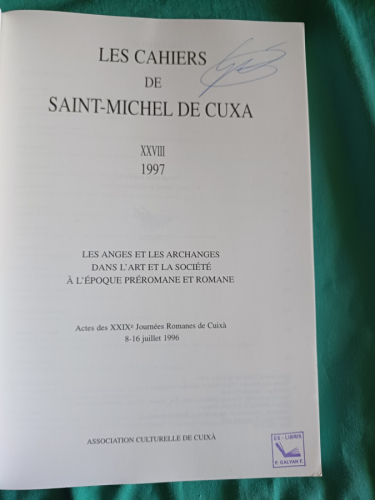 LES CAHIERS
DE
SAINT-MICHEL DE CUXA
XXVIII
1997
LES ANGES ET LES ARCHANGES
DANS L'ART ET LA SOCIÉTÉ
À L'ÉPOQUE PRÉROMANE ET ROMANE
Actes des XXIXe Journées Romanes de Cuixà
8-16 juillet 1996
ASSOCIATION CULTURELLE DE CUIXÀ
EX - LIBRIS
R. GALVAN F.